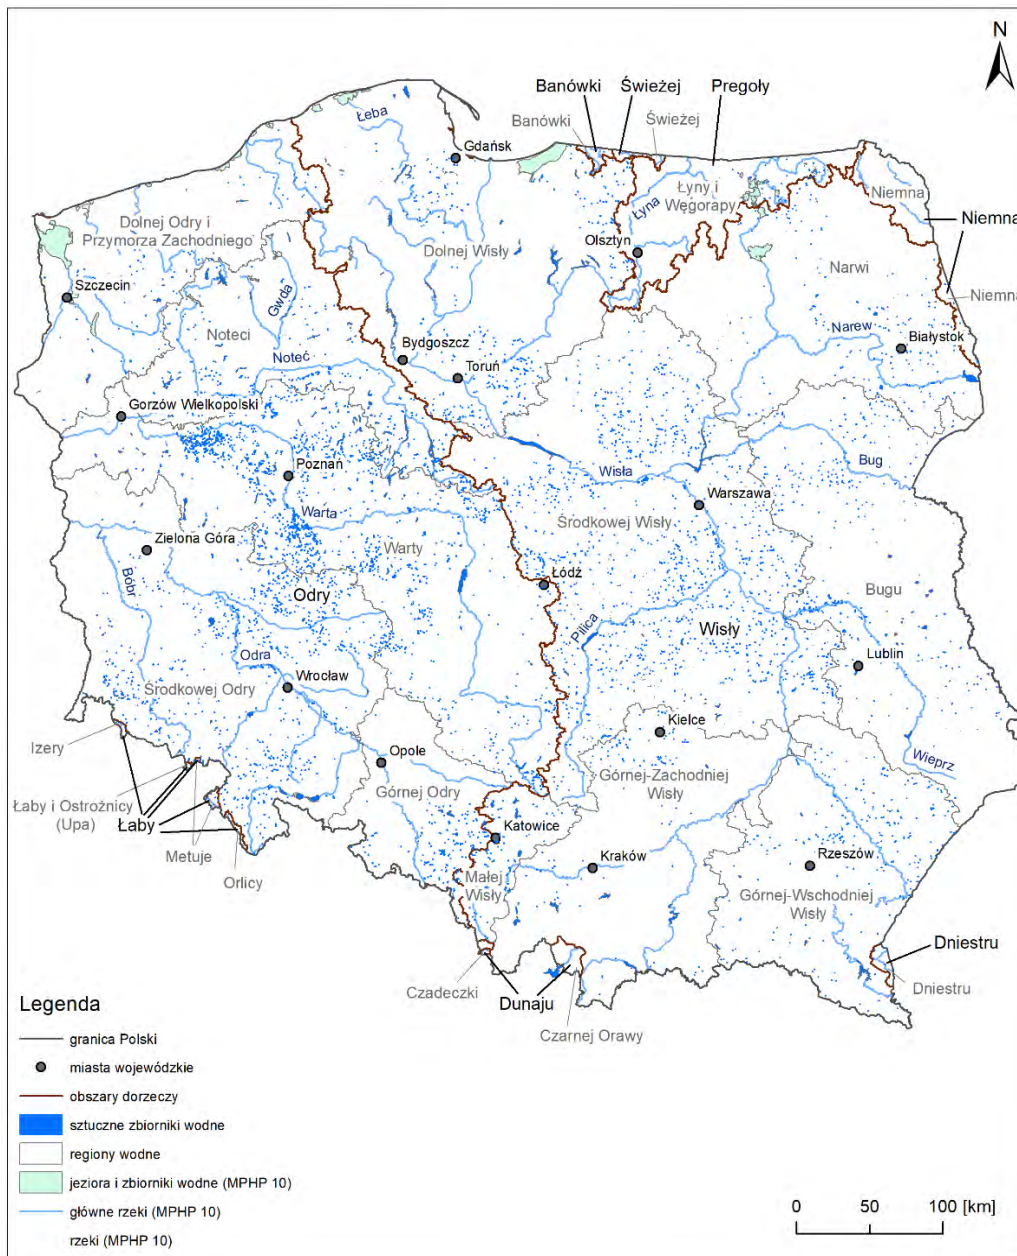 N
Banówki
Świeżej
Pregoły
Łeba
Banówki
Świeżej
Gdańsk
Łyny i
Węgorapy
Niemna
Łyna
Niemna
Dolnej Odry i
Przymorza Zachodniego
Dolnej Wisły
Olsztyn
Narwi
Szczecin
Gwda
Niemna
Noteci
Narew
Białystok
Bydgoszcz
Noteć
Toruń
Gorzów Wielkopolski
Poznań
Wisła
Bug
Warszawa
Warta
Środkowej Wisły
Zielona Góra
Warty
Łódź
Bóbr
Odry
Bugu
Pilica
Wisły
Odra
Lublin
Środkowej Odry
Wrocław
Kielce
Izery
Opole
Wieprz
Górnej Odry
Górnej-Zachodniej
Wisły
Łaby i Ostrożnicy
(Upa)
Łaby
Katowice
Metuje
Kraków
Rzeszów
Orlicy
Małej
Wisły
Górnej-Wschodniej
Wisły
Dniestru
Czadeczki
Dunaju
Dniestru
Czarnej Orawy
Legenda
granica Polski
miasta wojewódzkie
obszary dorzeczy
sztuczne zbiorniki wodne
regiony wodne
jeziora i zbiorniki wodne (MPHP 10)
główne rzeki (MPHP 10)
rzeki (MPHP 10)
0 50 100 [km]